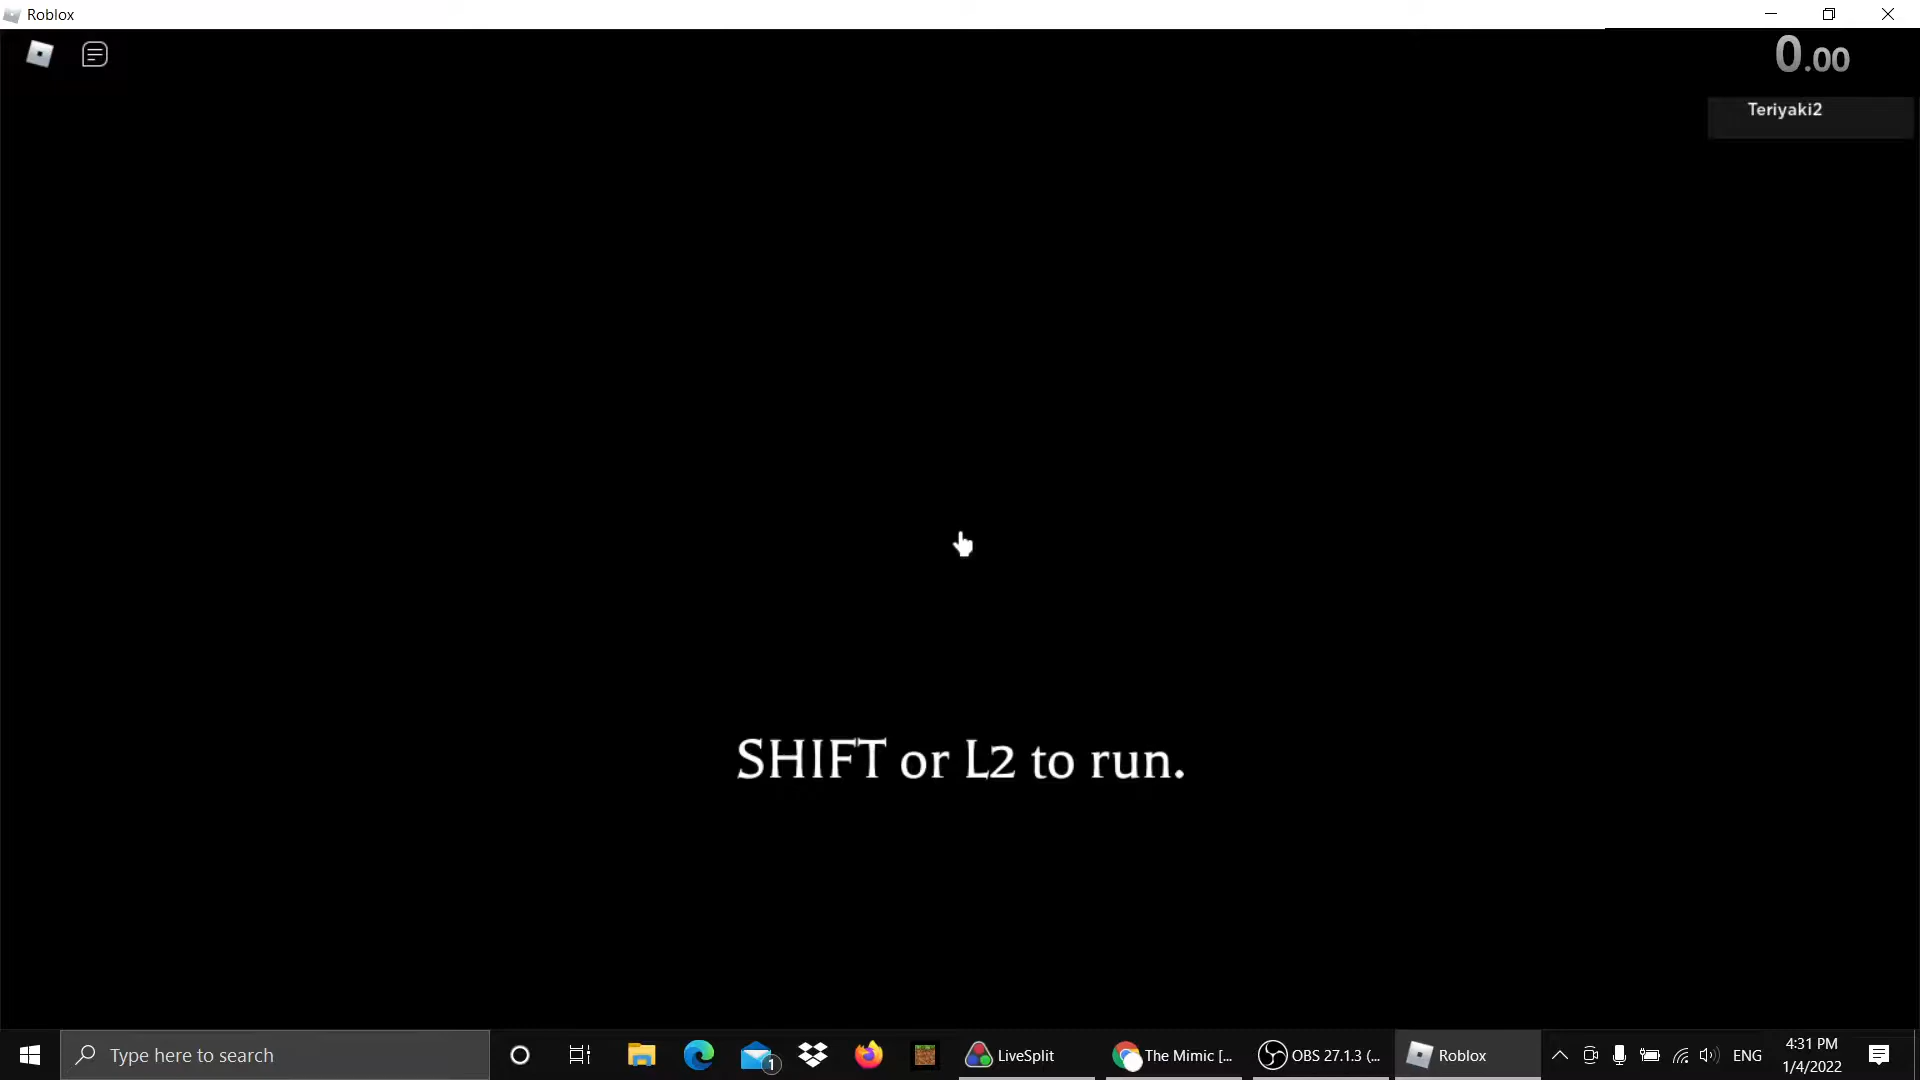 Roblox
0.00
Teriyaki2
SHIFT or L2 to run.
Type here to search
1
LiveSplit
The Mimic [...
OBS 27.1.3 (...
Roblox
ENG
4:31 PM
1/4/2022